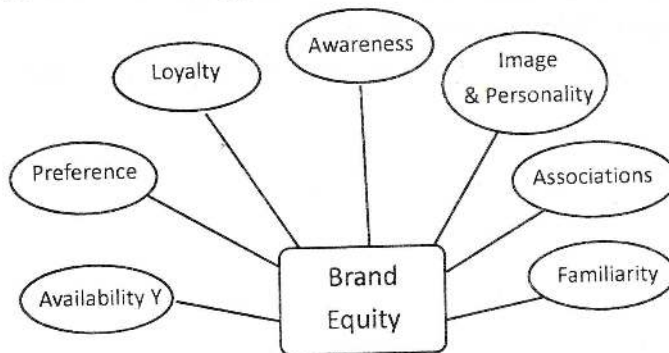 Awareness
Image
& Personality
Loyalty
Preference
Associations
Availability Y
Familiarity
Brand
Equity